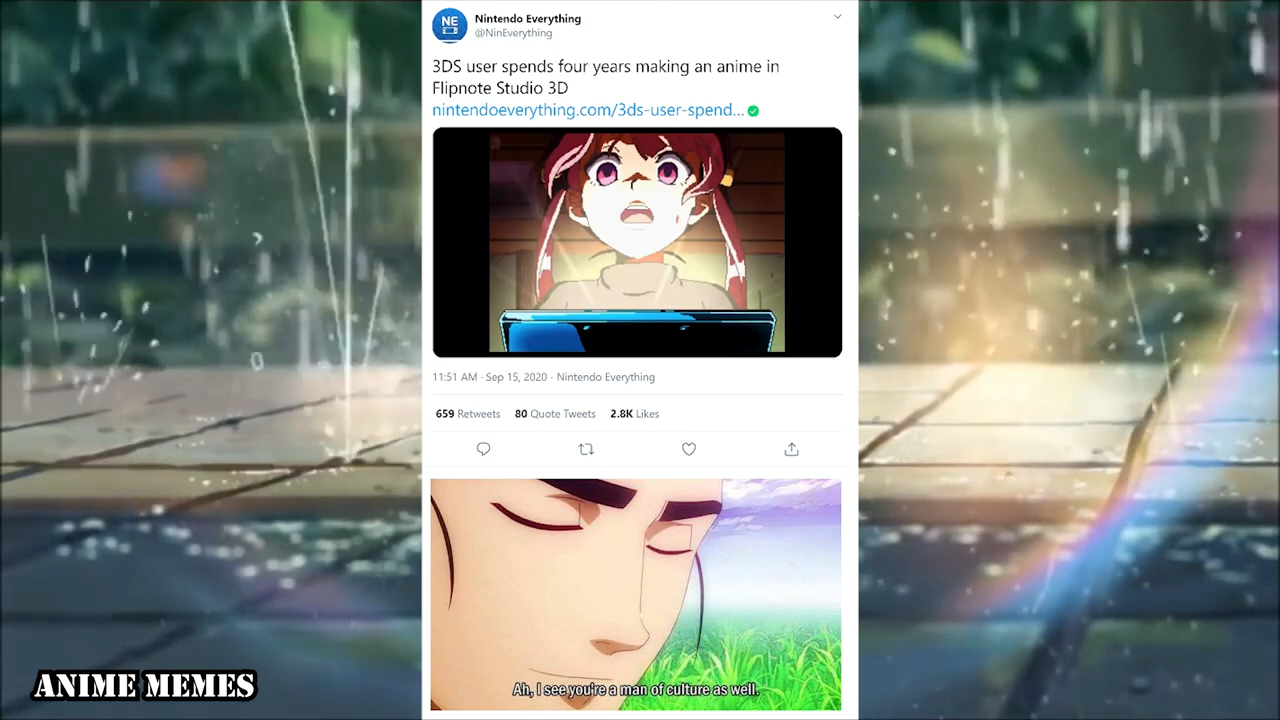 NE
Nintendo Everything
@NinEverything
3DS user spends four years making an anime in
Flipnote Studio 3D
nintendoeverything.com/3ds-user-spend...
11:51 AM · Sep 15, 2020 · Nintendo Everything
659 Retweets 80 Quote Tweets 2.8K Likes
Ah, I see you're a man of culture as well.
ANIME MEMES